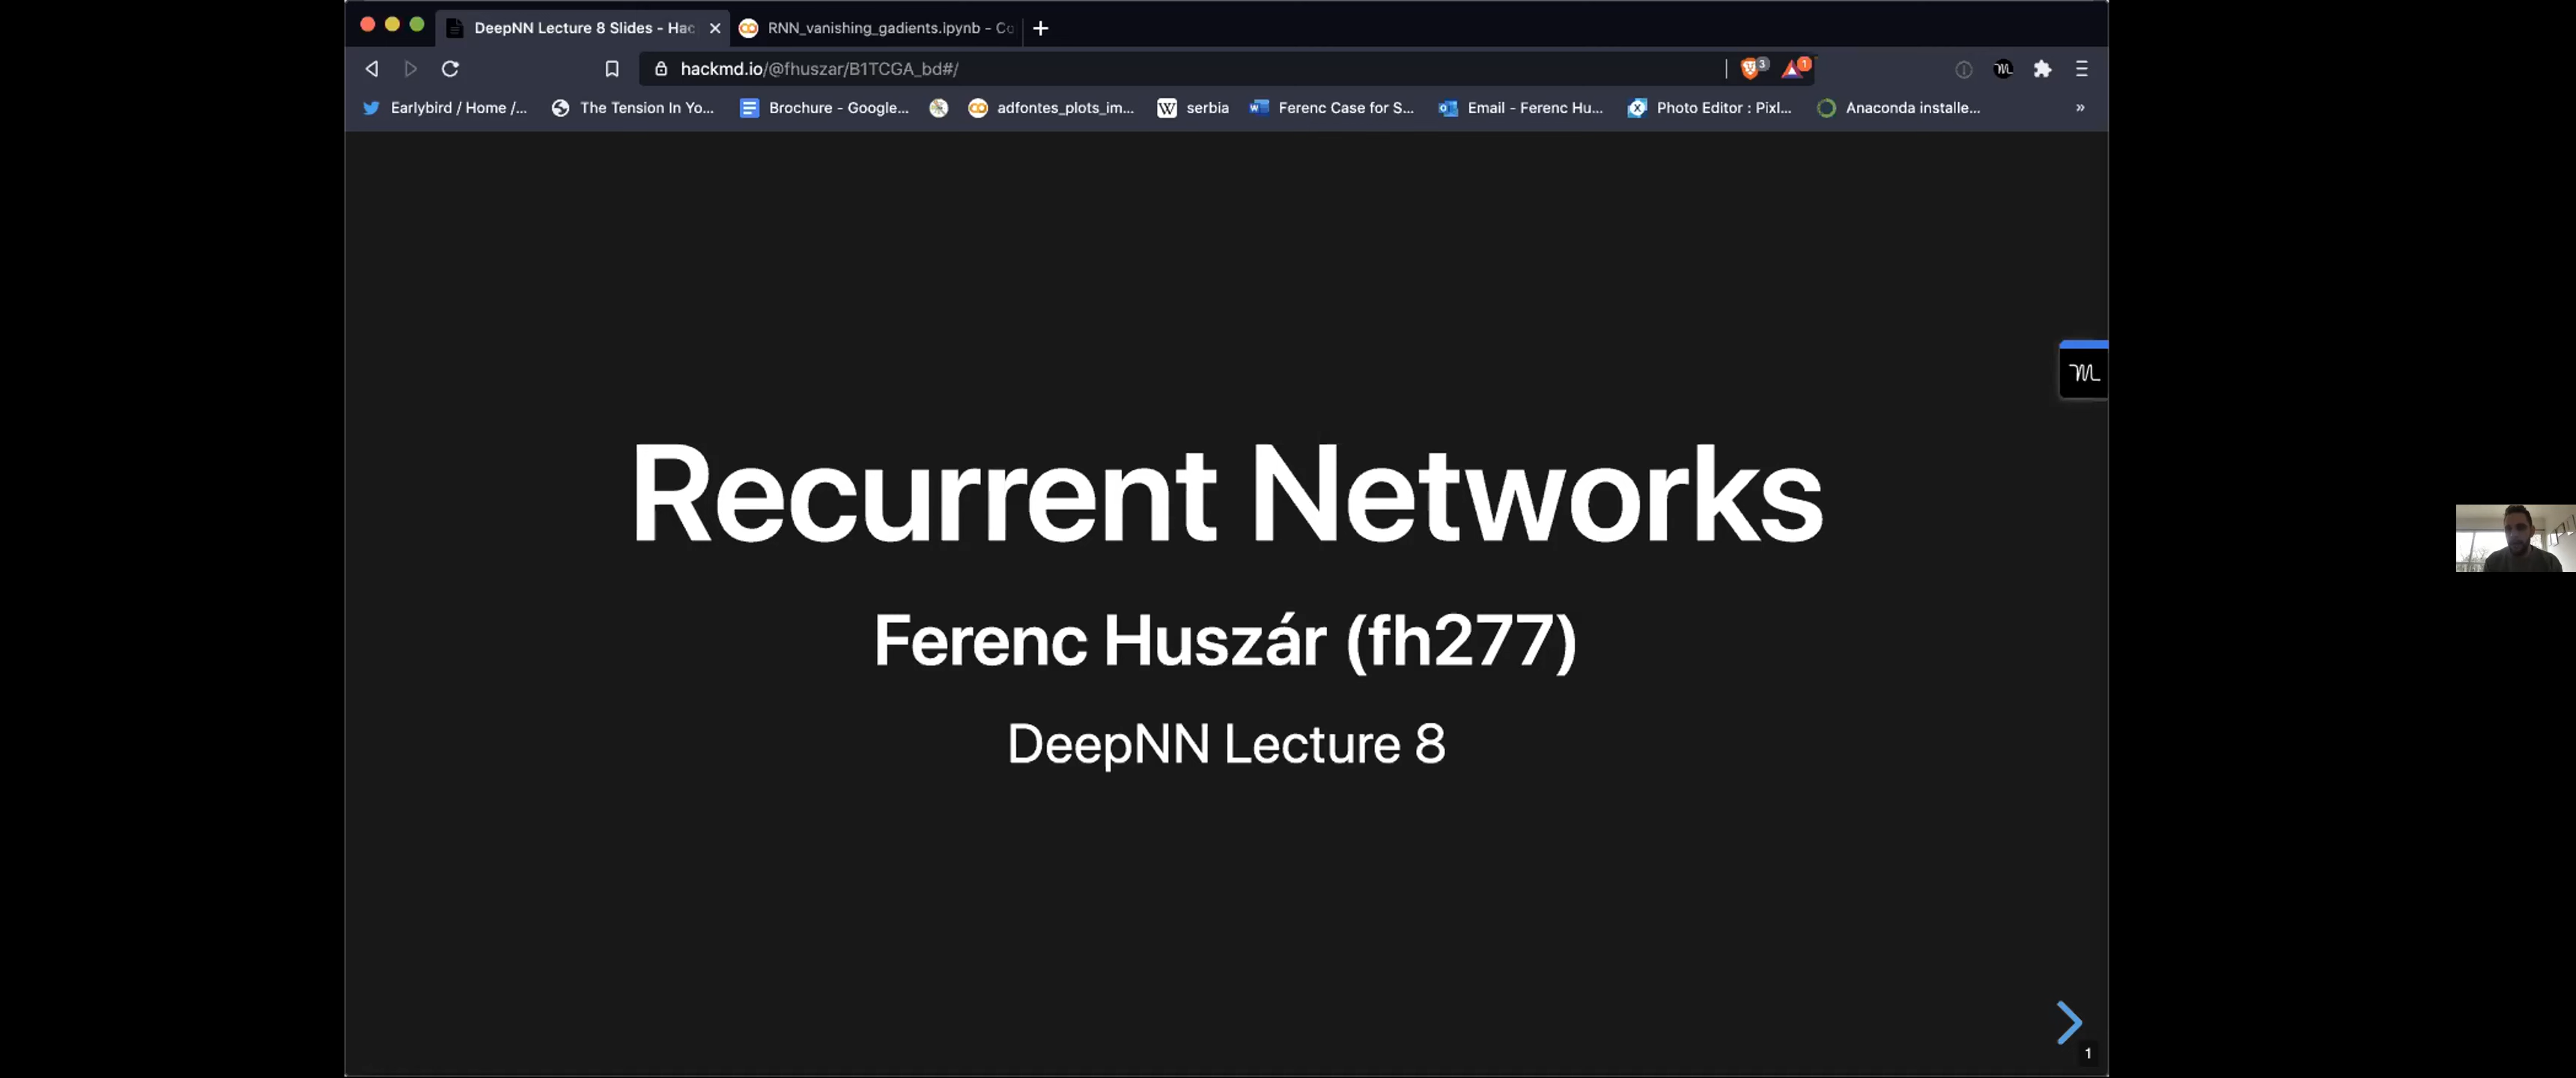 DeepNN Lecture 8 Slides - Hac
RNN_vanishing_gadients.ipynb - Co
hackmd.io/@fhuszar/B1TCGA_bd#/
3
1
Earlybird / Home /...
The Tension In Yo...
Brochure - Google...
adfontes_plots_im...
W
serbia
Ferenc Case for S...
Email - Ferenc Hu...
Photo Editor : Pixl...
Anaconda installe...
»
Recurrent Networks
Ferenc Huszár (fh277)
DeepNN Lecture 8
1